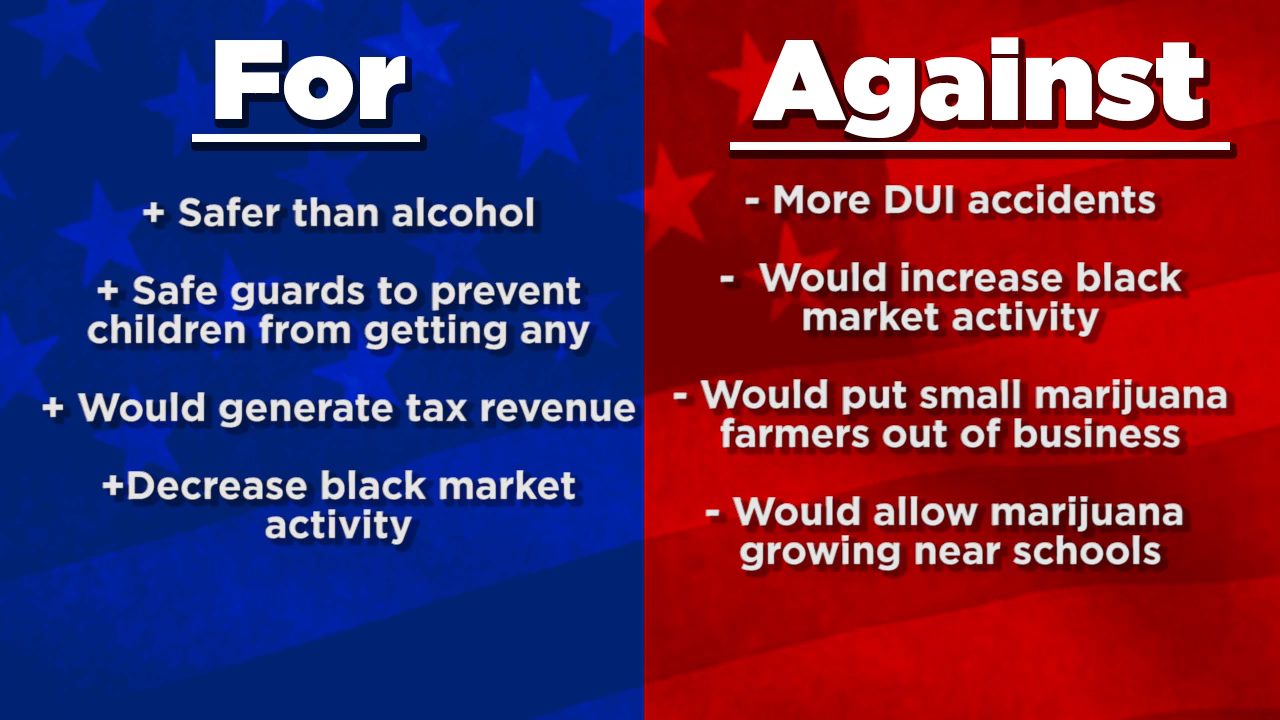 For
+ Safer than alcohol
+ Safe guards to prevent
children from getting any
+ Would generate tax revenue
+Decrease black market
activity
Against
- More DUI accidents
- Would increase black
market activity
- Would put small marijuana
farmers out of business
- Would allow marijuana
growing near schools